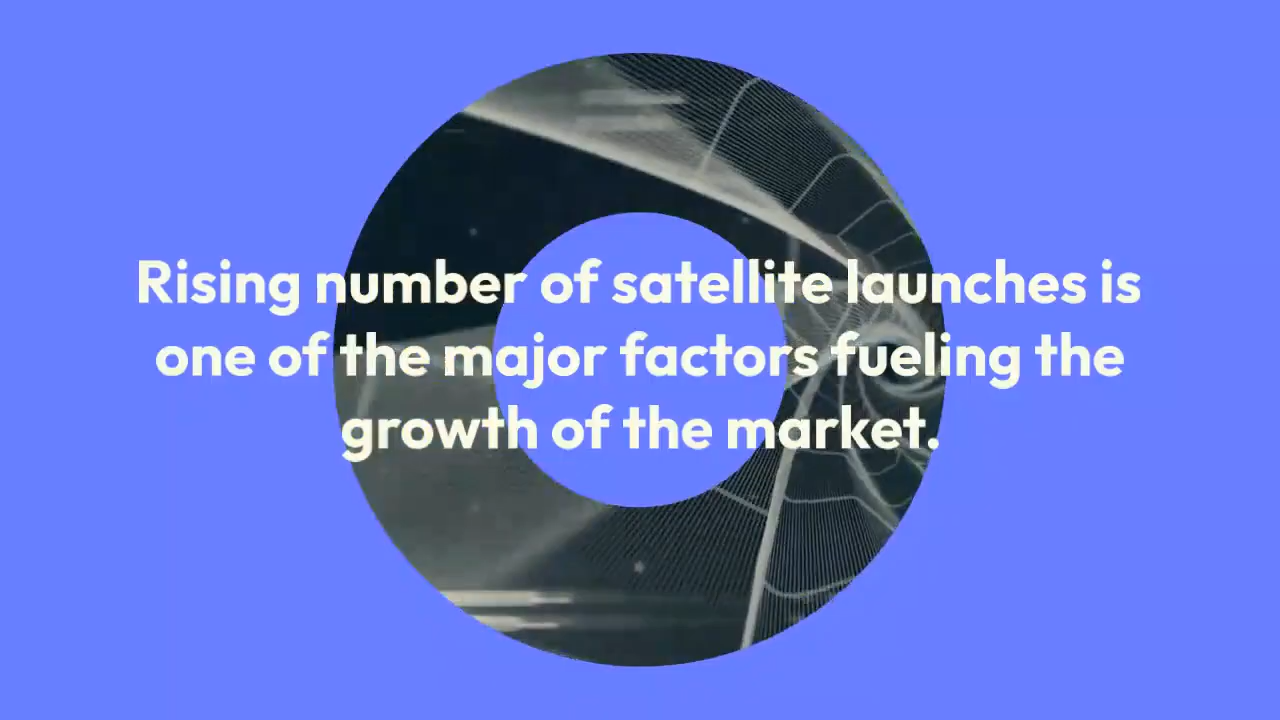 Rising number of satellite launches is
one of the major factors fueling the
growth of the market.